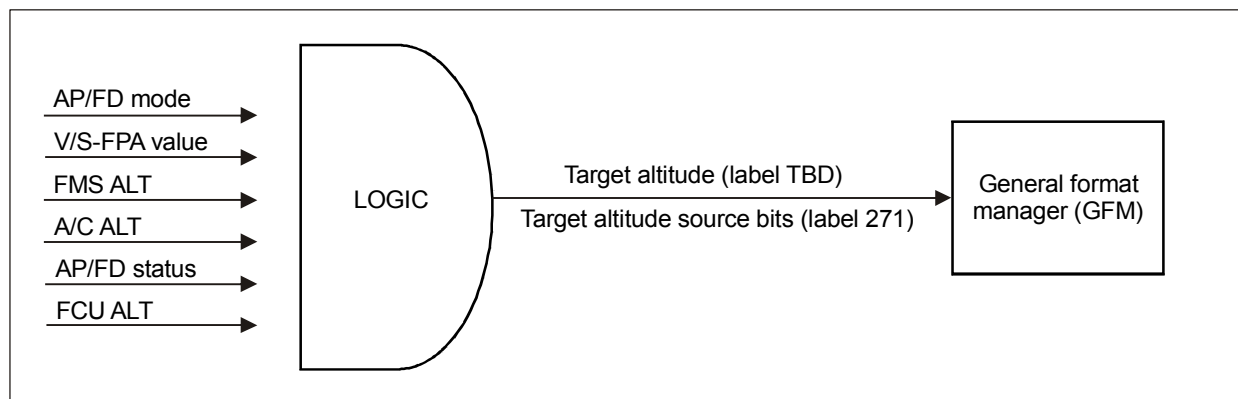 AP/FD mode
V/S-FPA value
FMS ALT
A/C ALT
AP/FD status
FCU ALT
LOGIC
Target altitude (label TBD)
Target altitude source bits (label 271)
General format
manager (GFM)